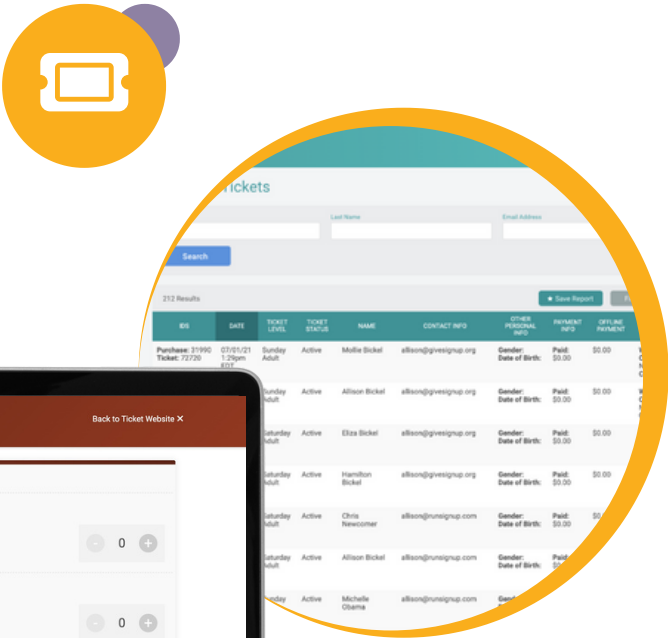 Tickets
Last Name
Email Address
Search
212 Results
★ Save Report
IDS DATE TICKET LEVEL TICKET STATUS NAME CONTACT INFO OTHER PERSONAL INFO PAYMENT INFO OFFLINE PAYMENT
Purchase: 31990 07/01/21 Sunday Active Mollie Bickel allison@givesignup.org Gender: Paid: $0.00
Ticket: 72720 1:29pm Adult Date of Birth: $0.00
EDT
Sunday Active Allison Bickel allison@givesignup.org Gender: Paid: $0.00
Adult Date of Birth: $0.00
Saturday Active Eliza Bickel allison@givesignup.org Gender: Paid: $0.00
Adult Date of Birth: $0.00
Saturday Active Hamilton allison@givesignup.org Gender: Paid: $0.00
Adult Bickel Date of Birth: $0.00
Saturday Active Chris allison@runsignup.com Gender: Paid:
Adult Newcomer Date of Birth: $0.00
Saturday Active Allison Bickel allison@runsignup.com Gender: Paid:
Adult Date of Birth:
Active Michelle allison@runsignup.com
Obama
Back to Ticket Website ✕
- 0 +
- 0 +